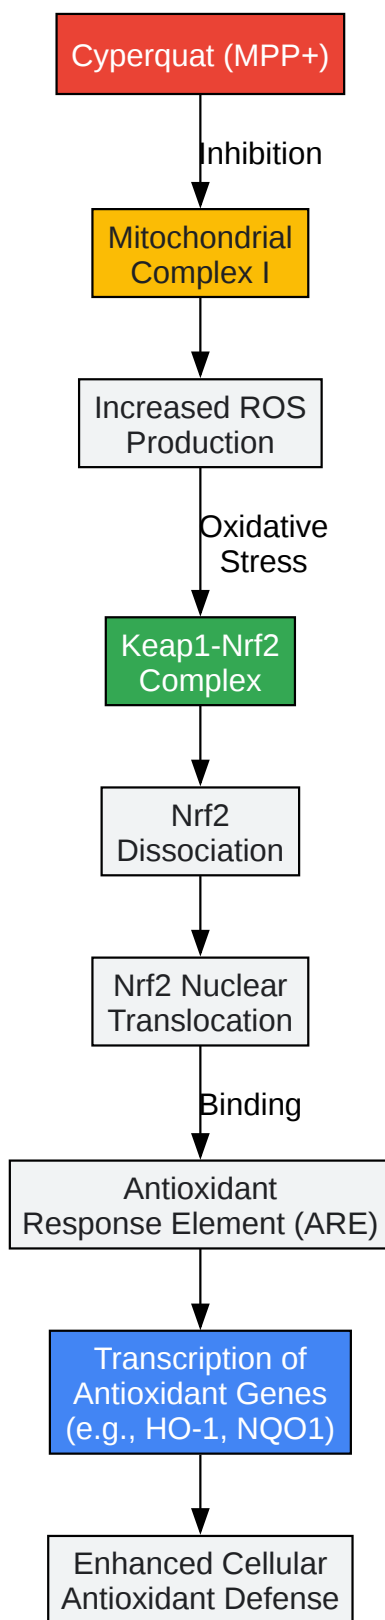 Cyperquat (MPP+)
Inhibition
Mitochondrial
Complex I
Increased ROS
Production
Oxidative
Stress
Keap1-Nrf2
Complex
Nrf2
Dissociation
Nrf2 Nuclear
Translocation
Binding
Antioxidant
Response Element (ARE)
Transcription of
Antioxidant Genes
(e.g., HO-1, NQO1)
Enhanced Cellular
Antioxidant Defense